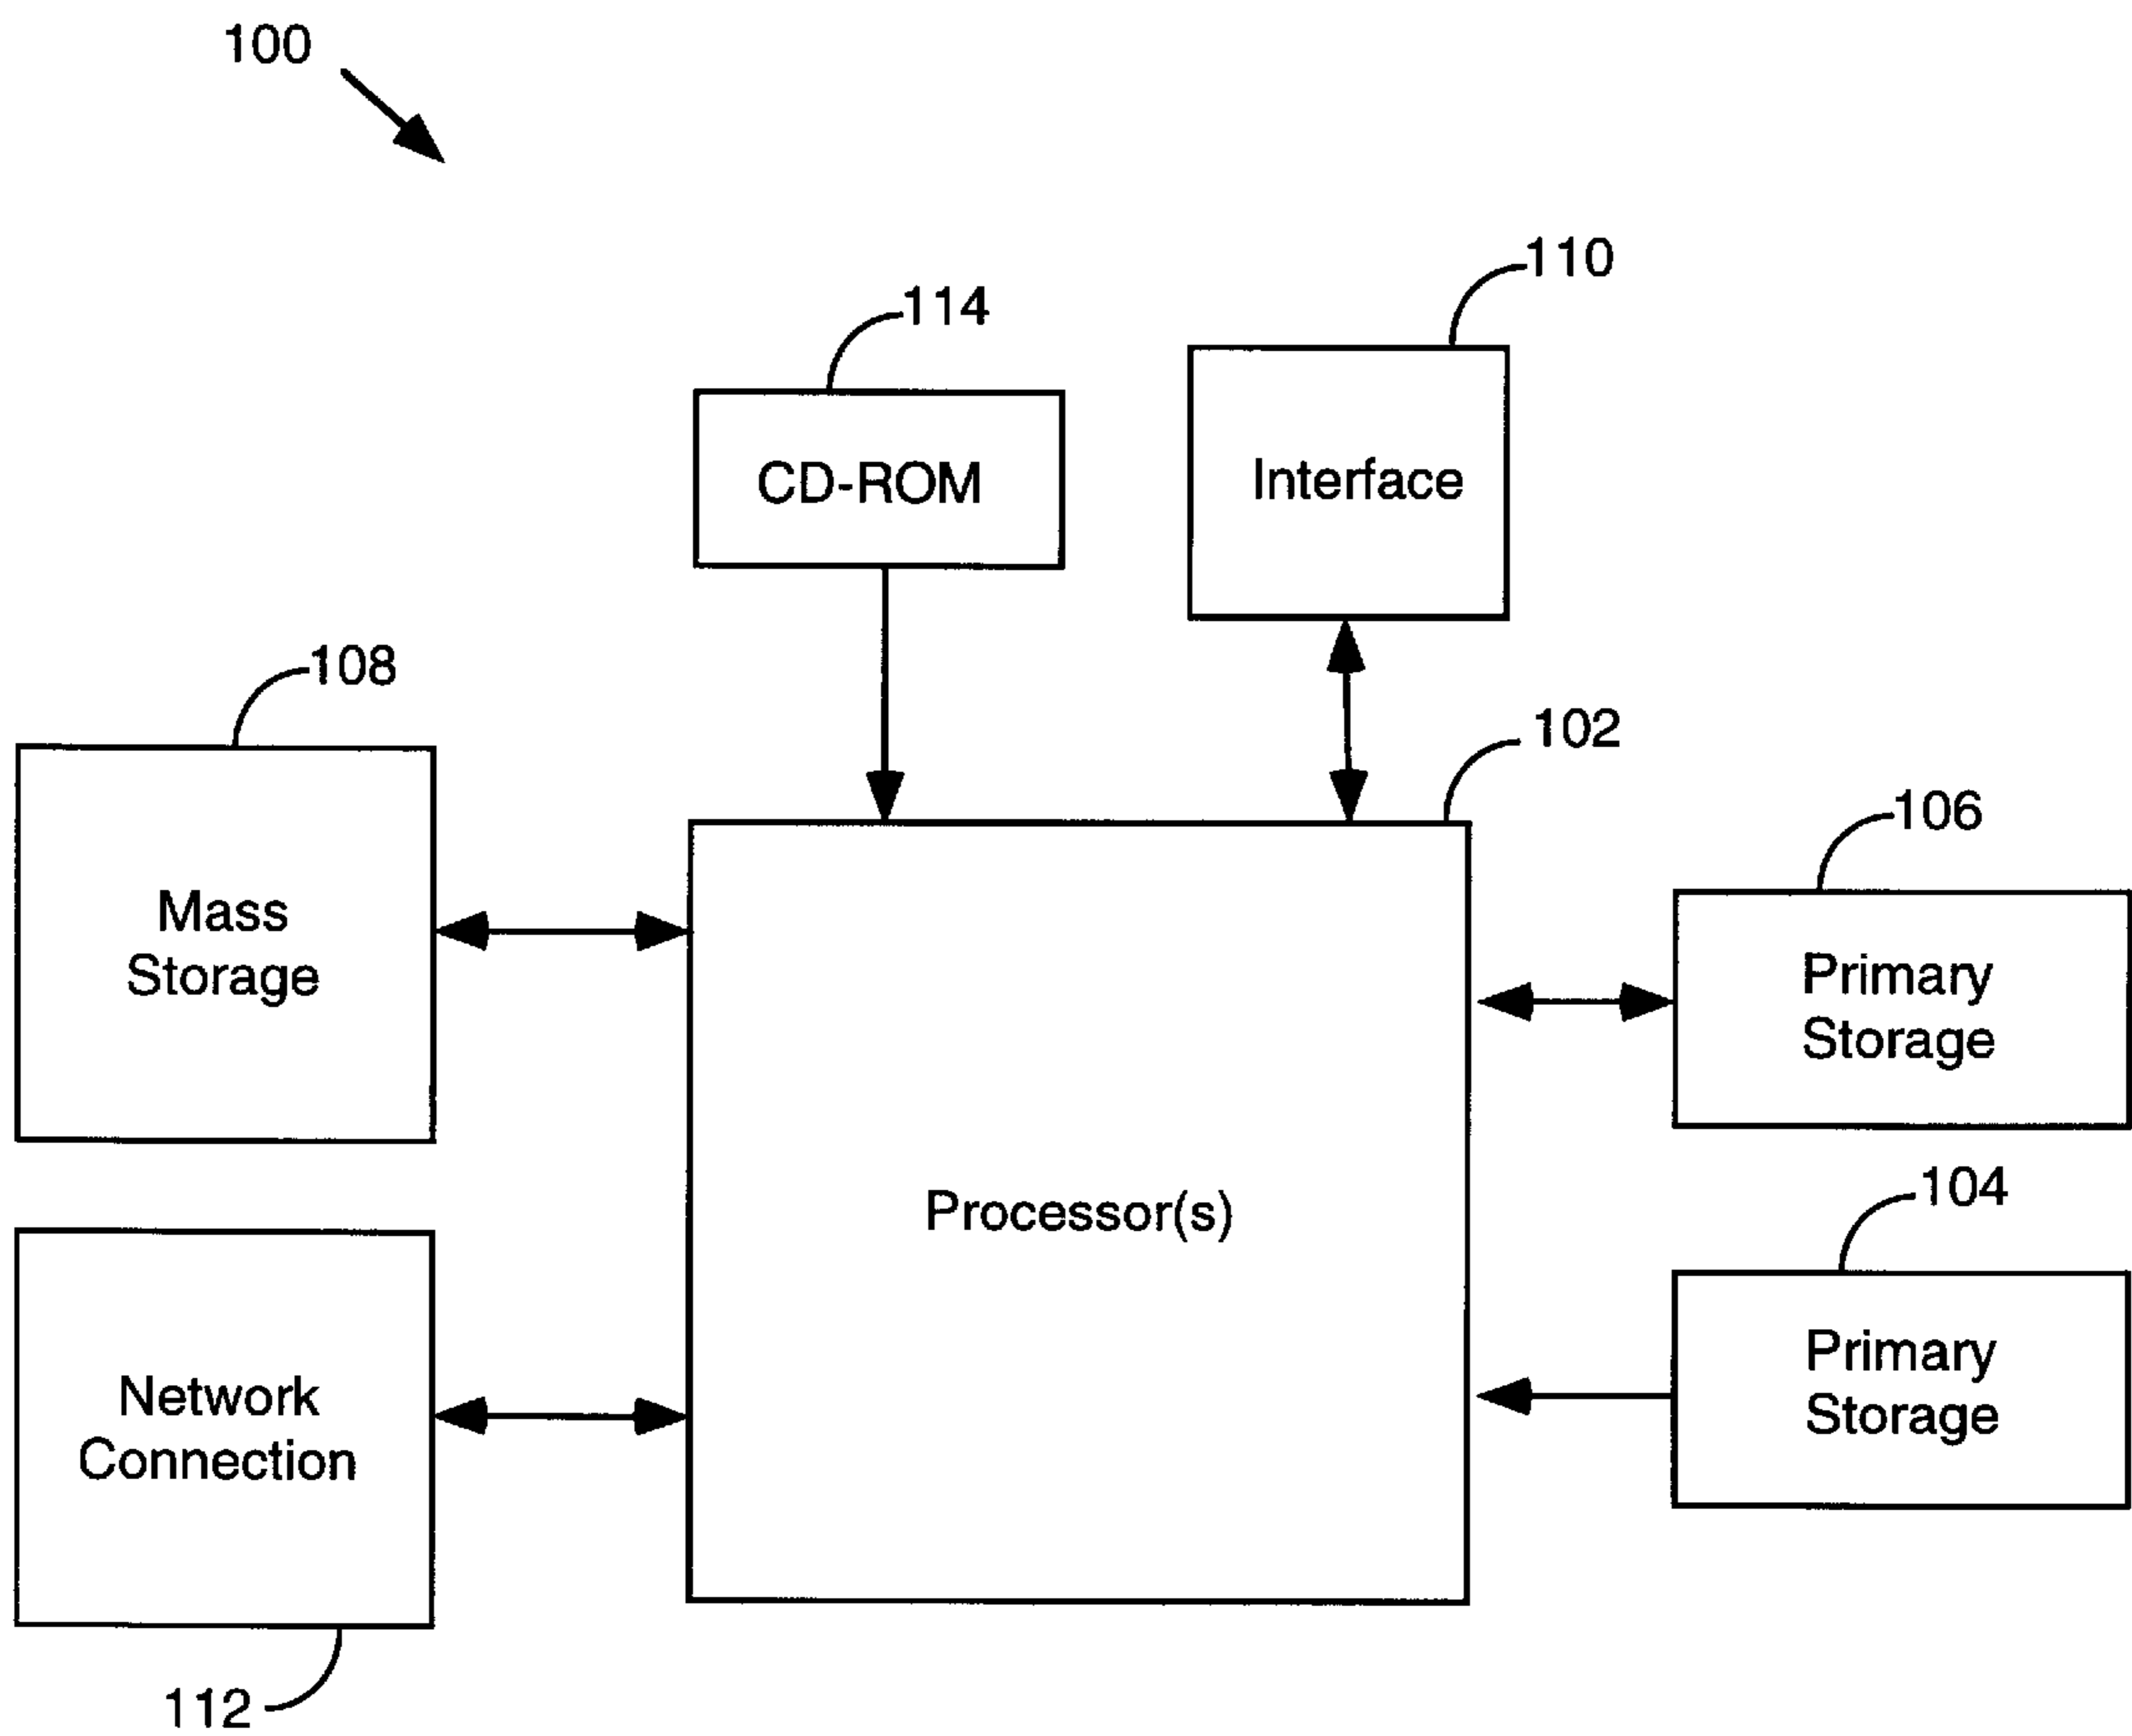 100
110
114
CD-ROM
Interface
108
102
106
Mass
Storage
Primary
Storage
104
Processor(s)
Primary
Storage
Network
Connection
112